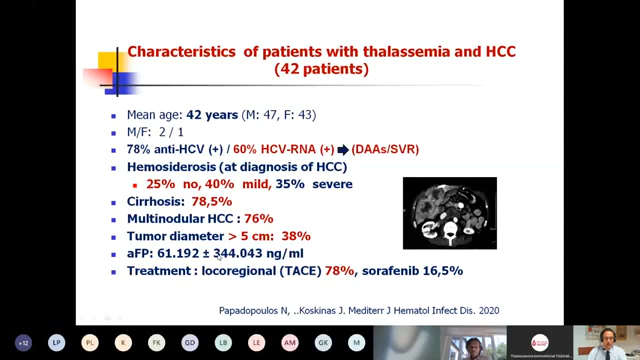 Characteristics of patients with thalassemia and HCC
(42 patients)
Mean age: 42 years (M: 47, F: 43)
M/F: 2 / 1
78% anti-HCV (+) / 60% HCV-RNA (+) ➡ (DAAs/SVR)
Hemosiderosis (at diagnosis of HCC)
25% no, 40% mild, 35% severe
Cirrhosis: 78,5%
Multinodular HCC : 76%
Tumor diameter > 5 cm: 38%
aFP: 61.192 ± 344.043 ng/ml
Treatment : locoregional (TACE) 78%, sorafenib 16,5%
Papadopoulos N, ..Koskinas J. Mediterr J Hematol Infect Dis. 2020
+12 LP PL K FK GD LB LE AM GK M